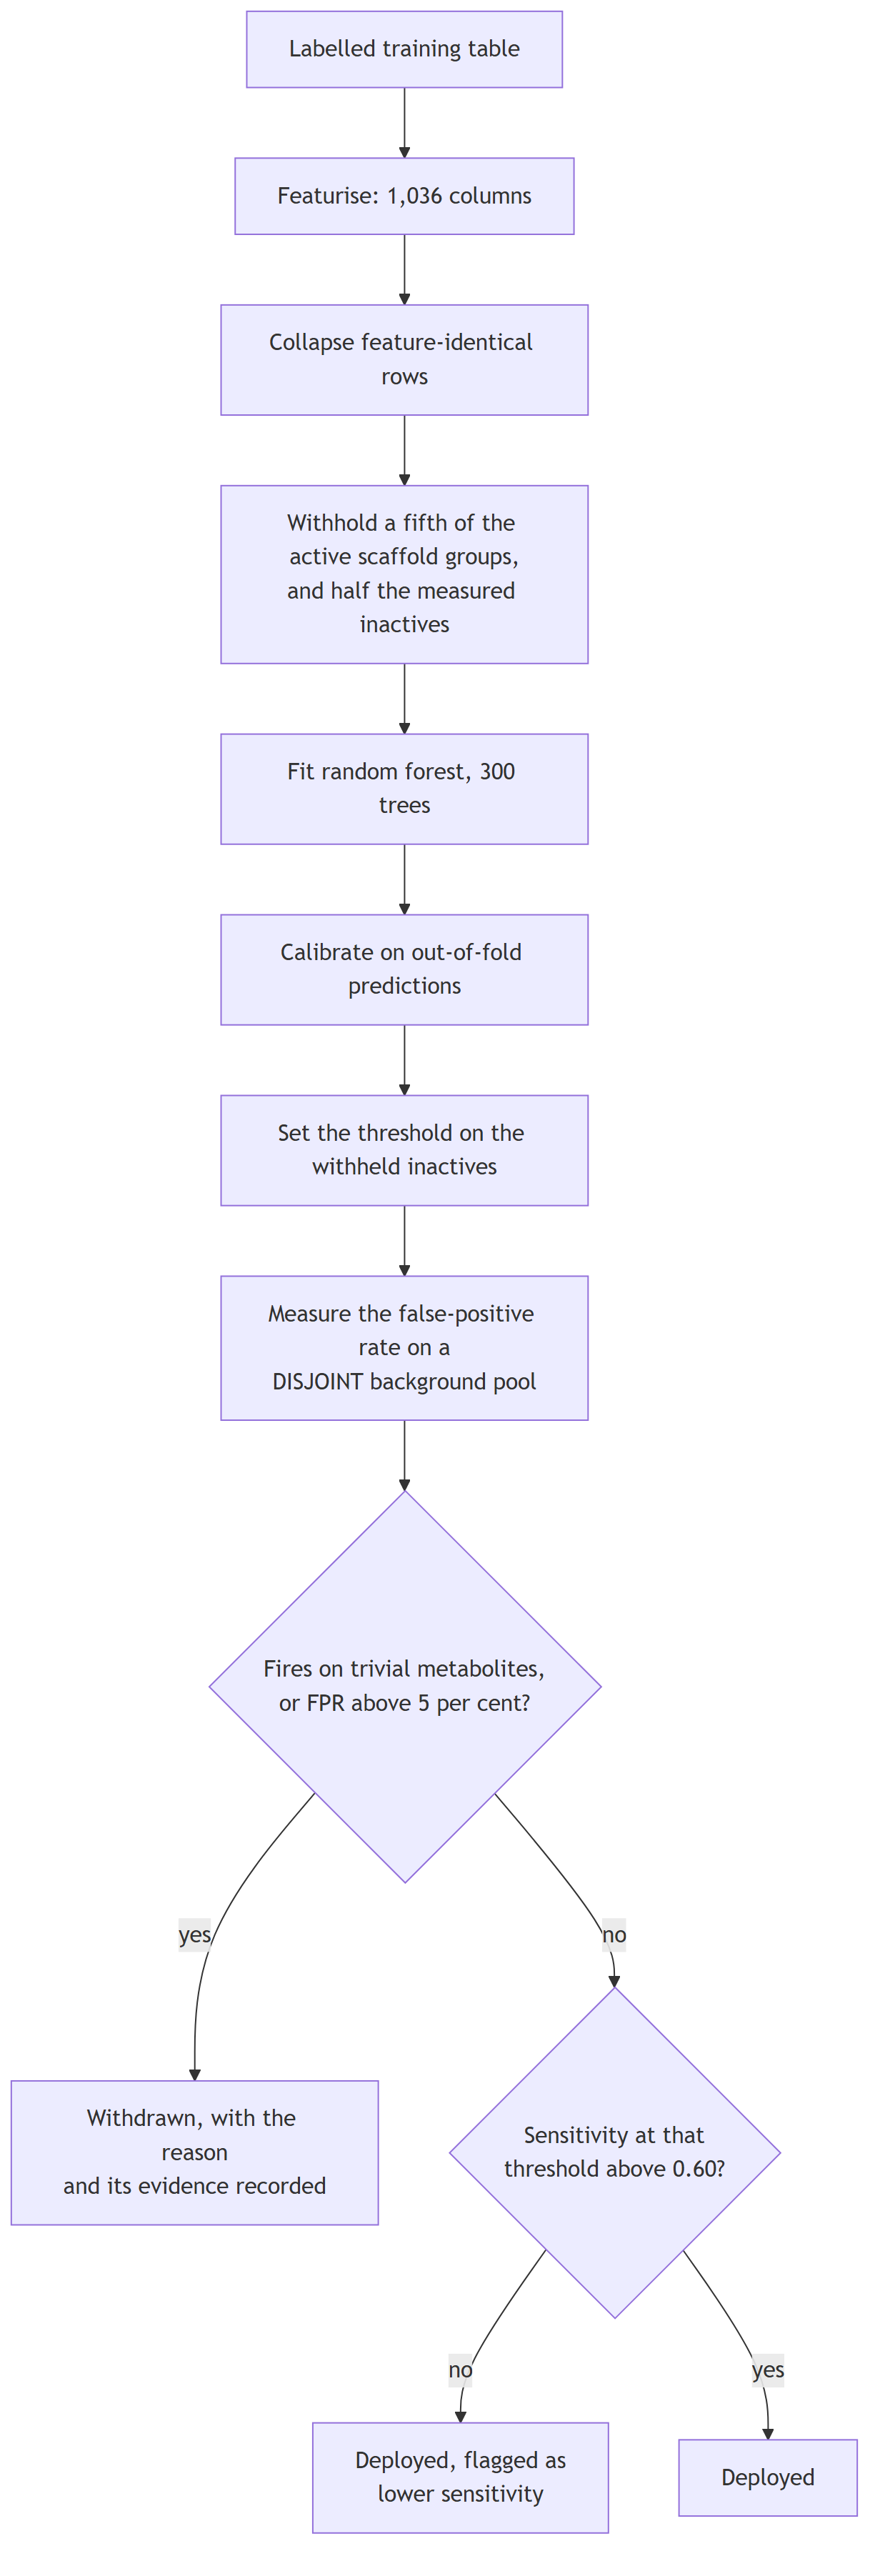 Labelled training table
Featurise: 1,036 columns
Collapse feature-identical
rows
Withhold a fifth of the
active scaffold groups,
and half the measured
inactives
Fit random forest, 300
trees
Calibrate on out-of-fold
predictions
Set the threshold on the
withheld inactives
Measure the false-positive
rate on a
DISJOINT background pool
Fires on trivial metabolites,
or FPR above 5 per cent?
yes
no
Withdrawn, with the
reason
and its evidence recorded
Sensitivity at that
threshold above 0.60?
no
yes
Deployed, flagged as
lower sensitivity
Deployed